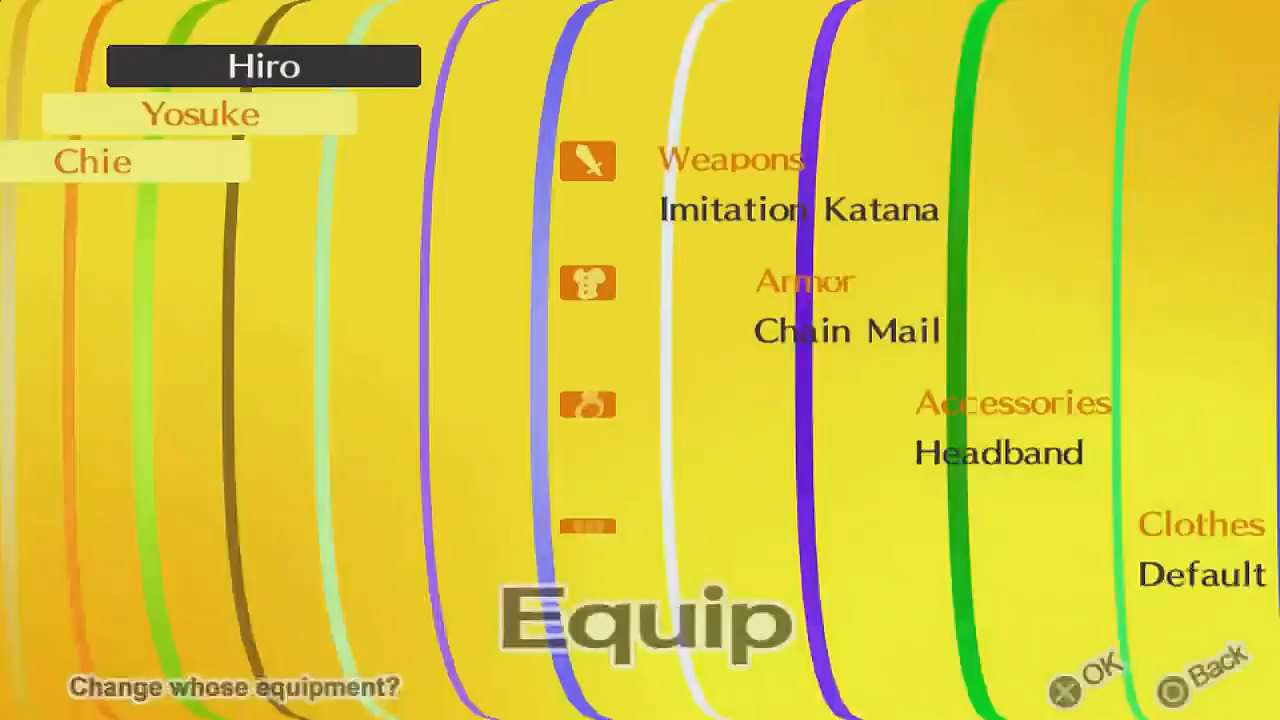 Hiro
Yosuke
Chie
Weapons
Imitation Katana
Armor
Chain Mail
Accessories
Headband
Clothes
Default
Equip
Change whose equipment?
OK
Back